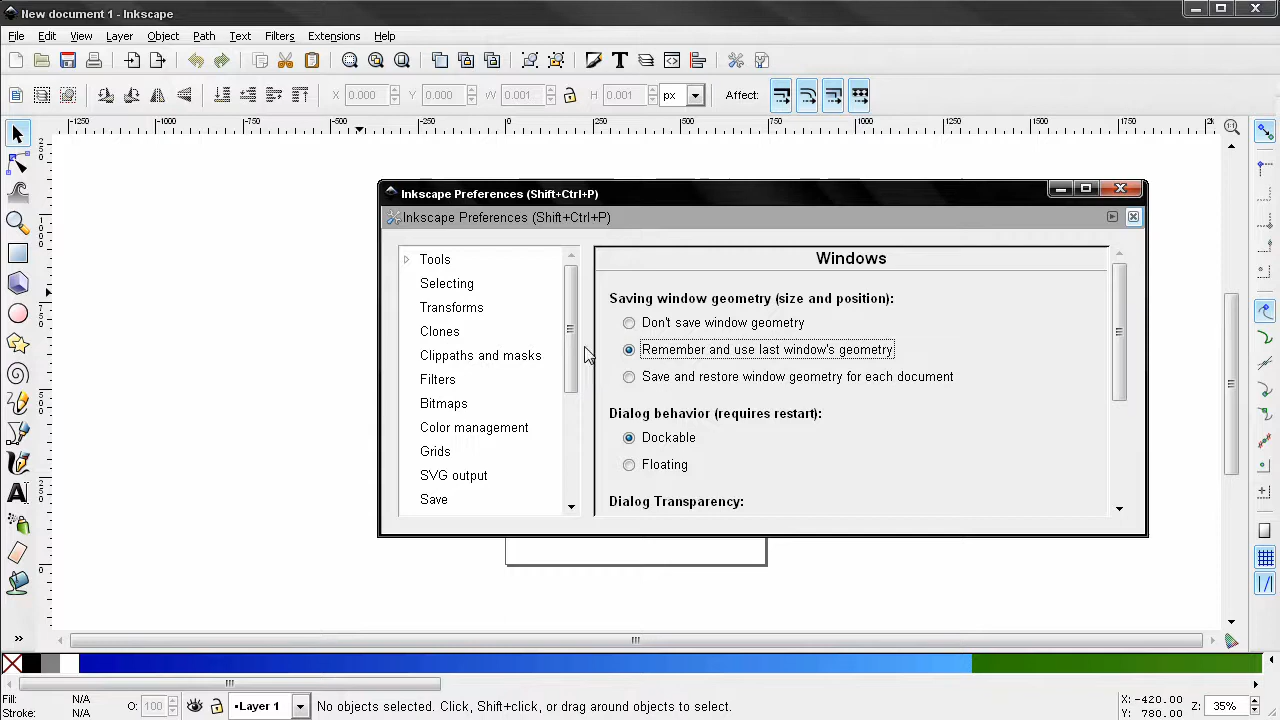 New document 1 - Inkscape
File Edit View Layer Object Path Text Filters Extensions Help
X 0.000 Y 0.000 W 0.001 H 0.001 px Affect:
-1250 -1000 -750 -500 -250 0 250 500 750 1000 1250 1500 1750
Inkscape Preferences (Shift+Ctrl+P)
Inkscape Preferences (Shift+Ctrl+P)
Tools
Selecting
Transforms
Clones
Clippaths and masks
Filters
Bitmaps
Color management
Grids
SVG output
Save
Windows
Saving window geometry (size and position):
Don't save window geometry
Remember and use last window's geometry
Save and restore window geometry for each document
Dialog behavior (requires restart):
Dockable
Floating
Dialog Transparency:
Fill: N/A
Stroke: N/A
O: 100
Layer 1
No objects selected. Click, Shift+click, or drag around objects to select.
X: -420.00
Y: 790.00
Z: 35%